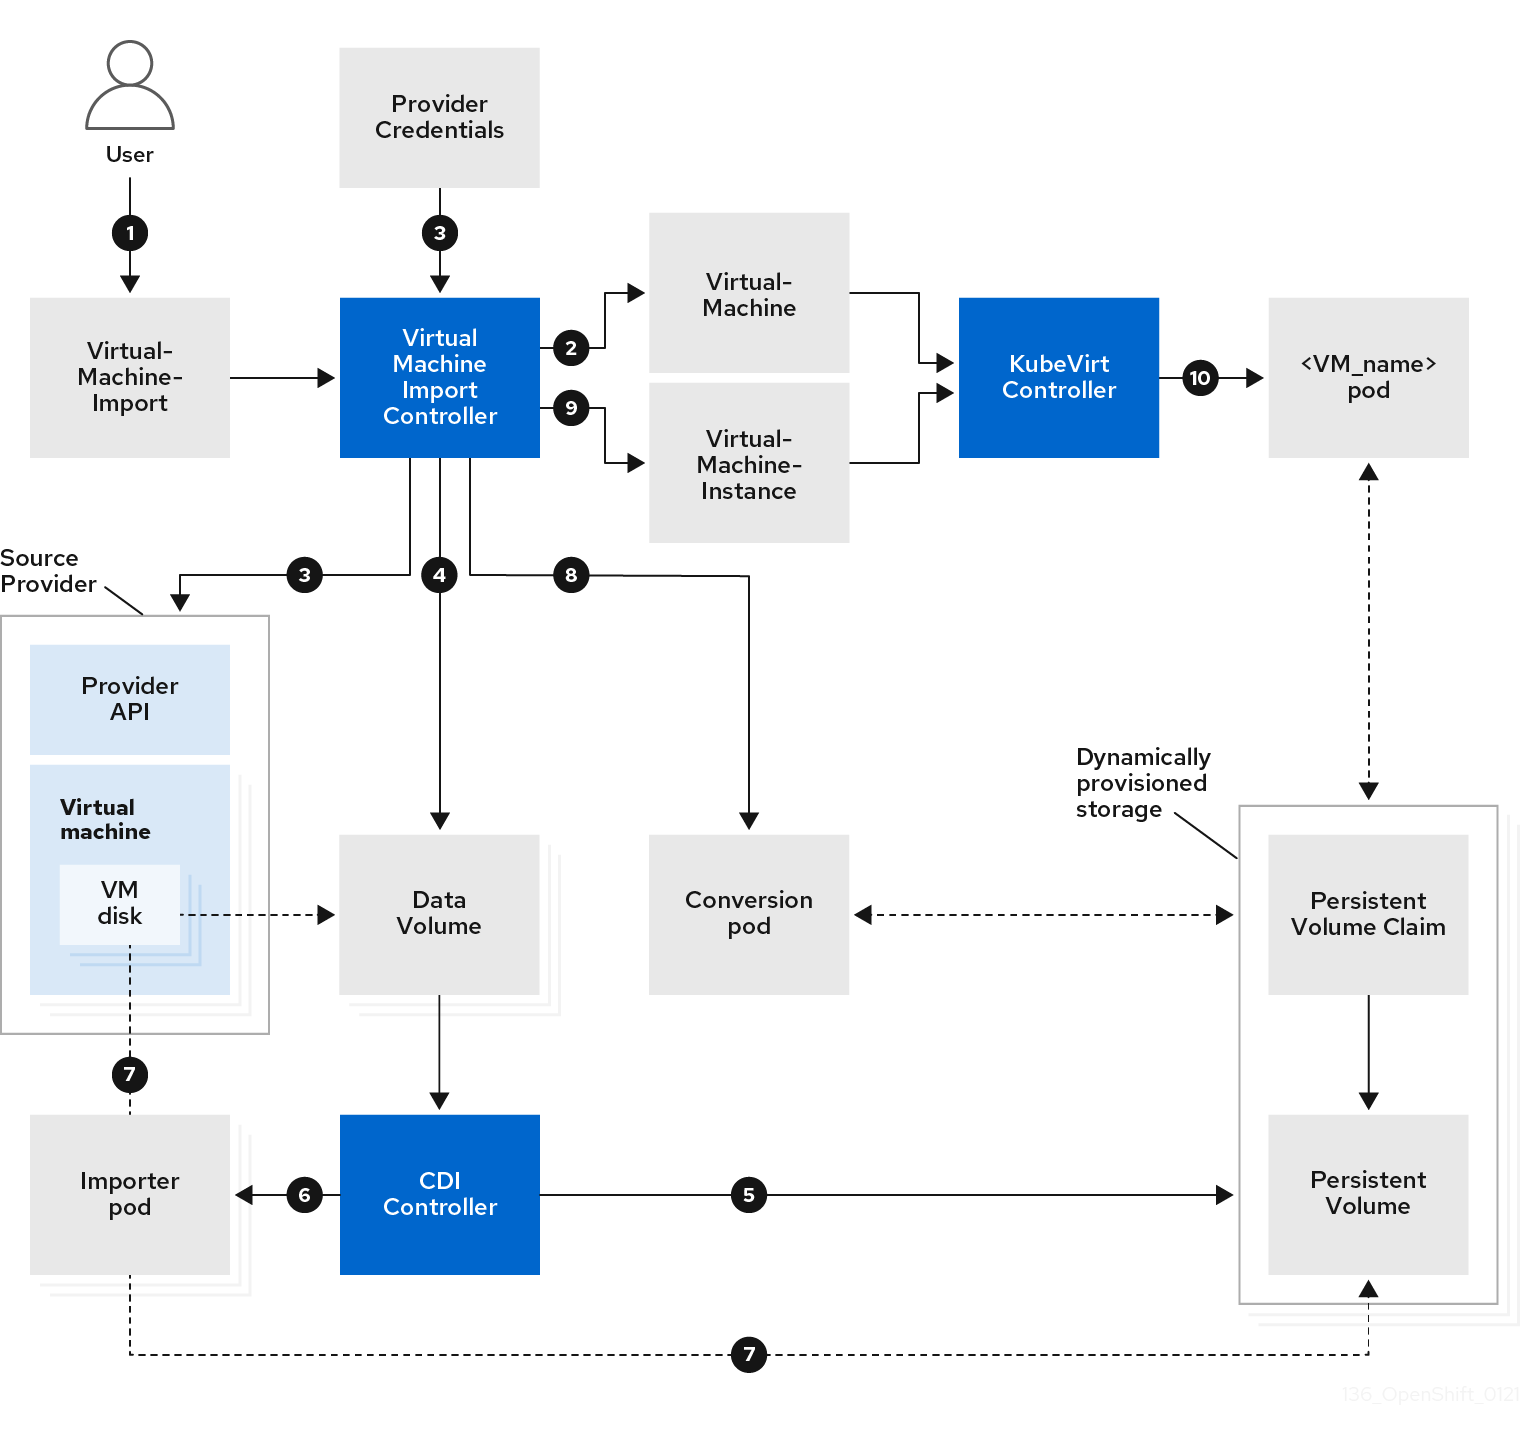 User
1
Provider
Credentials
3
Virtual-
Machine-
Import
Virtual
Machine
Import
Controller
2
9
Virtual-
Machine
Virtual-
Machine-
Instance
KubeVirt
Controller
10
<VM_name>
pod
Source
Provider
3
4
8
Provider
API
Virtual
machine
VM
disk
Data
Volume
Conversion
pod
Dynamically
provisioned
storage
Persistent
Volume Claim
7
Importer
pod
6
CDI
Controller
5
Persistent
Volume
7
136_OpenShift_0121